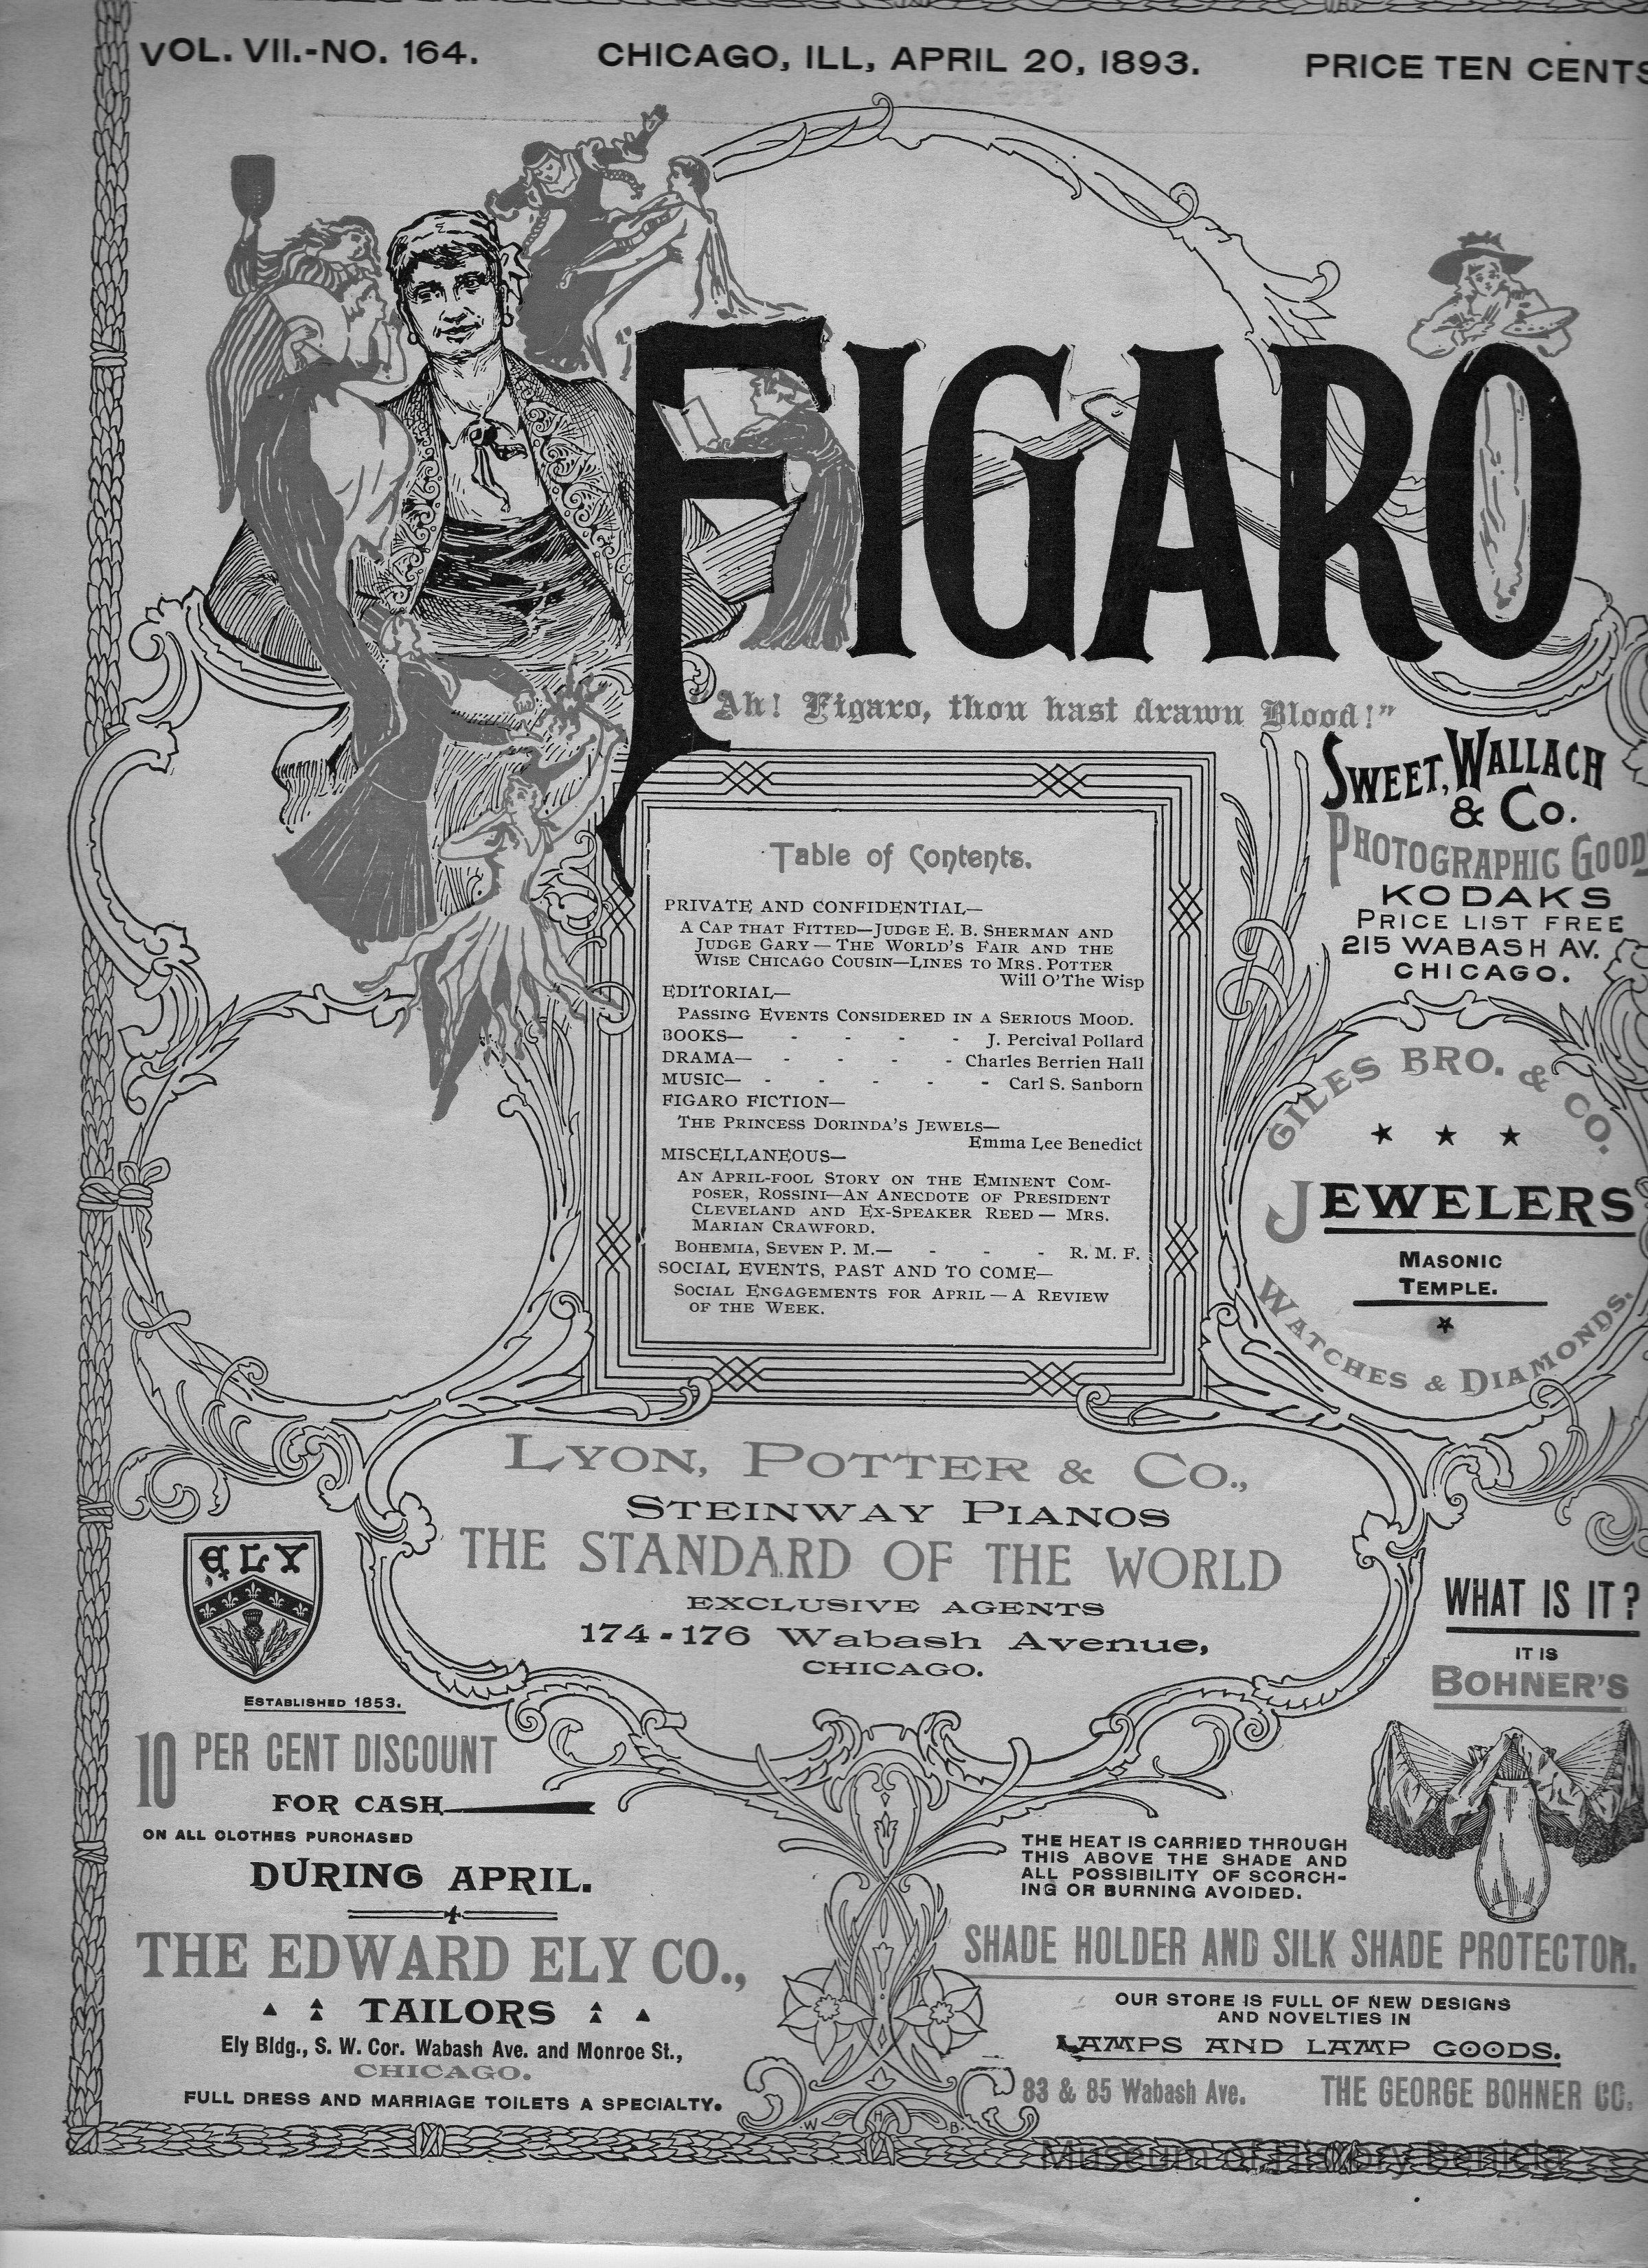 VOL. VII.-NO. 164. CHICAGO, ILL, APRIL 20, 1893. PRICE TEN CENTS
FIGARO
"Ah! Figaro, thou hast drawn Blood!"
SWEET, WALLACH
& CO.
PHOTOGRAPHIC GOOD
KODAKS
PRICE LIST FREE
215 WABASH AV.
CHICAGO.
Table of Contents.
PRIVATE AND CONFIDENTIAL—
A CAP THAT FITTED—JUDGE E. B. SHERMAN AND
JUDGE GARY—THE WORLD'S FAIR AND THE
WISE CHICAGO COUSIN—LINES TO MRS. POTTER
Will O'The Wisp
EDITORIAL—
PASSING EVENTS CONSIDERED IN A SERIOUS MOOD.
BOOKS— - - - - - J. Percival Pollard
DRAMA— - - - - Charles Berrien Hall
MUSIC— - - - - - Carl S. Sanborn
FIGARO FICTION—
THE PRINCESS DORINDA'S JEWELS—
Emma Lee Benedict
MISCELLANEOUS—
AN APRIL-FOOL STORY ON THE EMINENT COM-
POSER, ROSSINI—AN ANECDOTE OF PRESIDENT
CLEVELAND AND EX-SPEAKER REED — MRS.
MARIAN CRAWFORD.
BOHEMIA, SEVEN P. M.— - - - R. M. F.
SOCIAL EVENTS, PAST AND TO COME—
SOCIAL ENGAGEMENTS FOR APRIL — A REVIEW
OF THE WEEK.
GILES BRO. & CO.
JEWELERS
MASONIC
TEMPLE.
WATCHES & DIAMONDS.
LYON, POTTER & CO.,
STEINWAY PIANOS
THE STANDARD OF THE WORLD
EXCLUSIVE AGENTS
174-176 Wabash Avenue,
CHICAGO.
ELY
ESTABLISHED 1853.
10 PER CENT DISCOUNT
FOR CASH
ON ALL CLOTHES PURCHASED
DURING APRIL.
THE EDWARD ELY CO.,
TAILORS
Ely Bldg., S. W. Cor. Wabash Ave. and Monroe St.,
CHICAGO.
FULL DRESS AND MARRIAGE TOILETS A SPECIALTY.
WHAT IS IT?
IT IS
BOHNER'S
THE HEAT IS CARRIED THROUGH
THIS ABOVE THE SHADE AND
ALL POSSIBILITY OF SCORCH-
ING OR BURNING AVOIDED.
SHADE HOLDER AND SILK SHADE PROTECTOR.
OUR STORE IS FULL OF NEW DESIGNS
AND NOVELTIES IN
LAMPS AND LAMP GOODS.
83 & 85 Wabash Ave. THE GEORGE BOHNER CO.
W H B
Museum of History Benicia